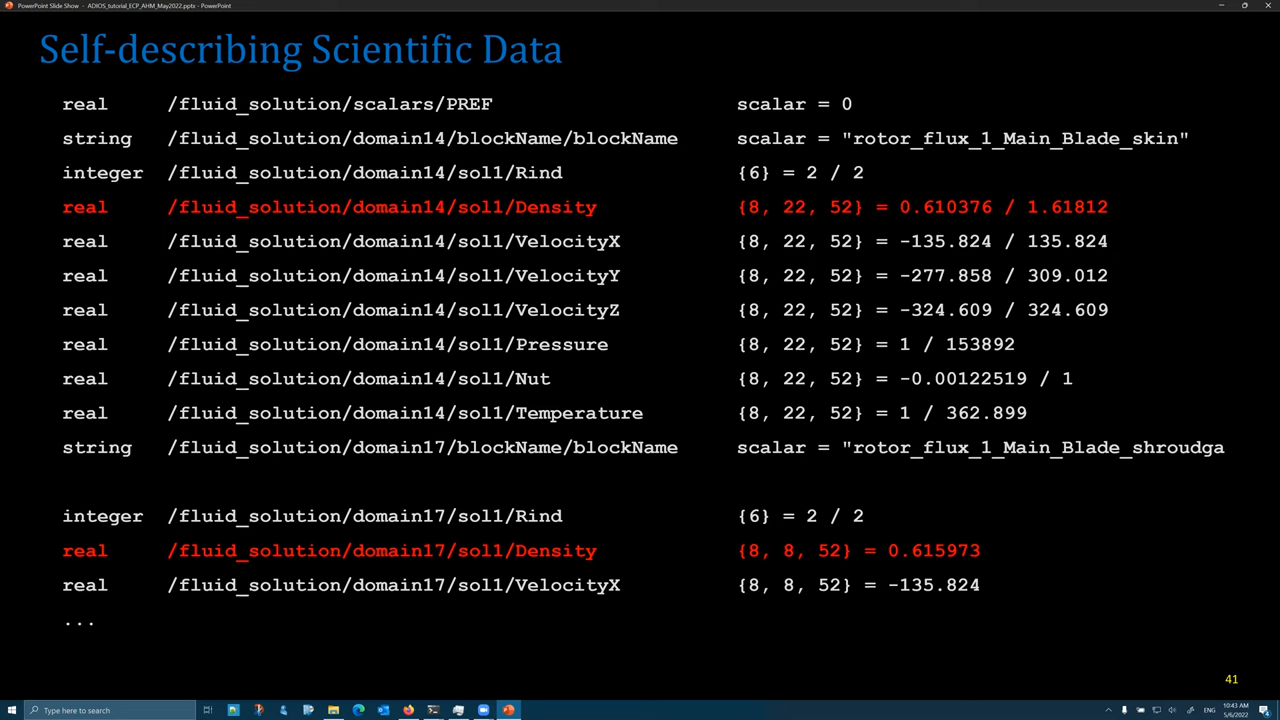 PowerPoint Slide Show - ADIOS_tutorial_ECP_AHM_May2022.pptx - PowerPoint
Self-describing Scientific Data
real /fluid_solution/scalars/PREF scalar = 0
string /fluid_solution/domain14/blockName/blockName scalar = "rotor_flux_1_Main_Blade_skin"
integer /fluid_solution/domain14/sol1/Rind {6} = 2 / 2
real /fluid_solution/domain14/sol1/Density {8, 22, 52} = 0.610376 / 1.61812
real /fluid_solution/domain14/sol1/VelocityX {8, 22, 52} = -135.824 / 135.824
real /fluid_solution/domain14/sol1/VelocityY {8, 22, 52} = -277.858 / 309.012
real /fluid_solution/domain14/sol1/VelocityZ {8, 22, 52} = -324.609 / 324.609
real /fluid_solution/domain14/sol1/Pressure {8, 22, 52} = 1 / 153892
real /fluid_solution/domain14/sol1/Nut {8, 22, 52} = -0.00122519 / 1
real /fluid_solution/domain14/sol1/Temperature {8, 22, 52} = 1 / 362.899
string /fluid_solution/domain17/blockName/blockName scalar = "rotor_flux_1_Main_Blade_shroudga
integer /fluid_solution/domain17/sol1/Rind {6} = 2 / 2
real /fluid_solution/domain17/sol1/Density {8, 8, 52} = 0.615973
real /fluid_solution/domain17/sol1/VelocityX {8, 8, 52} = -135.824
...
41
Type here to search
ENG
10:43 AM
5/6/2022